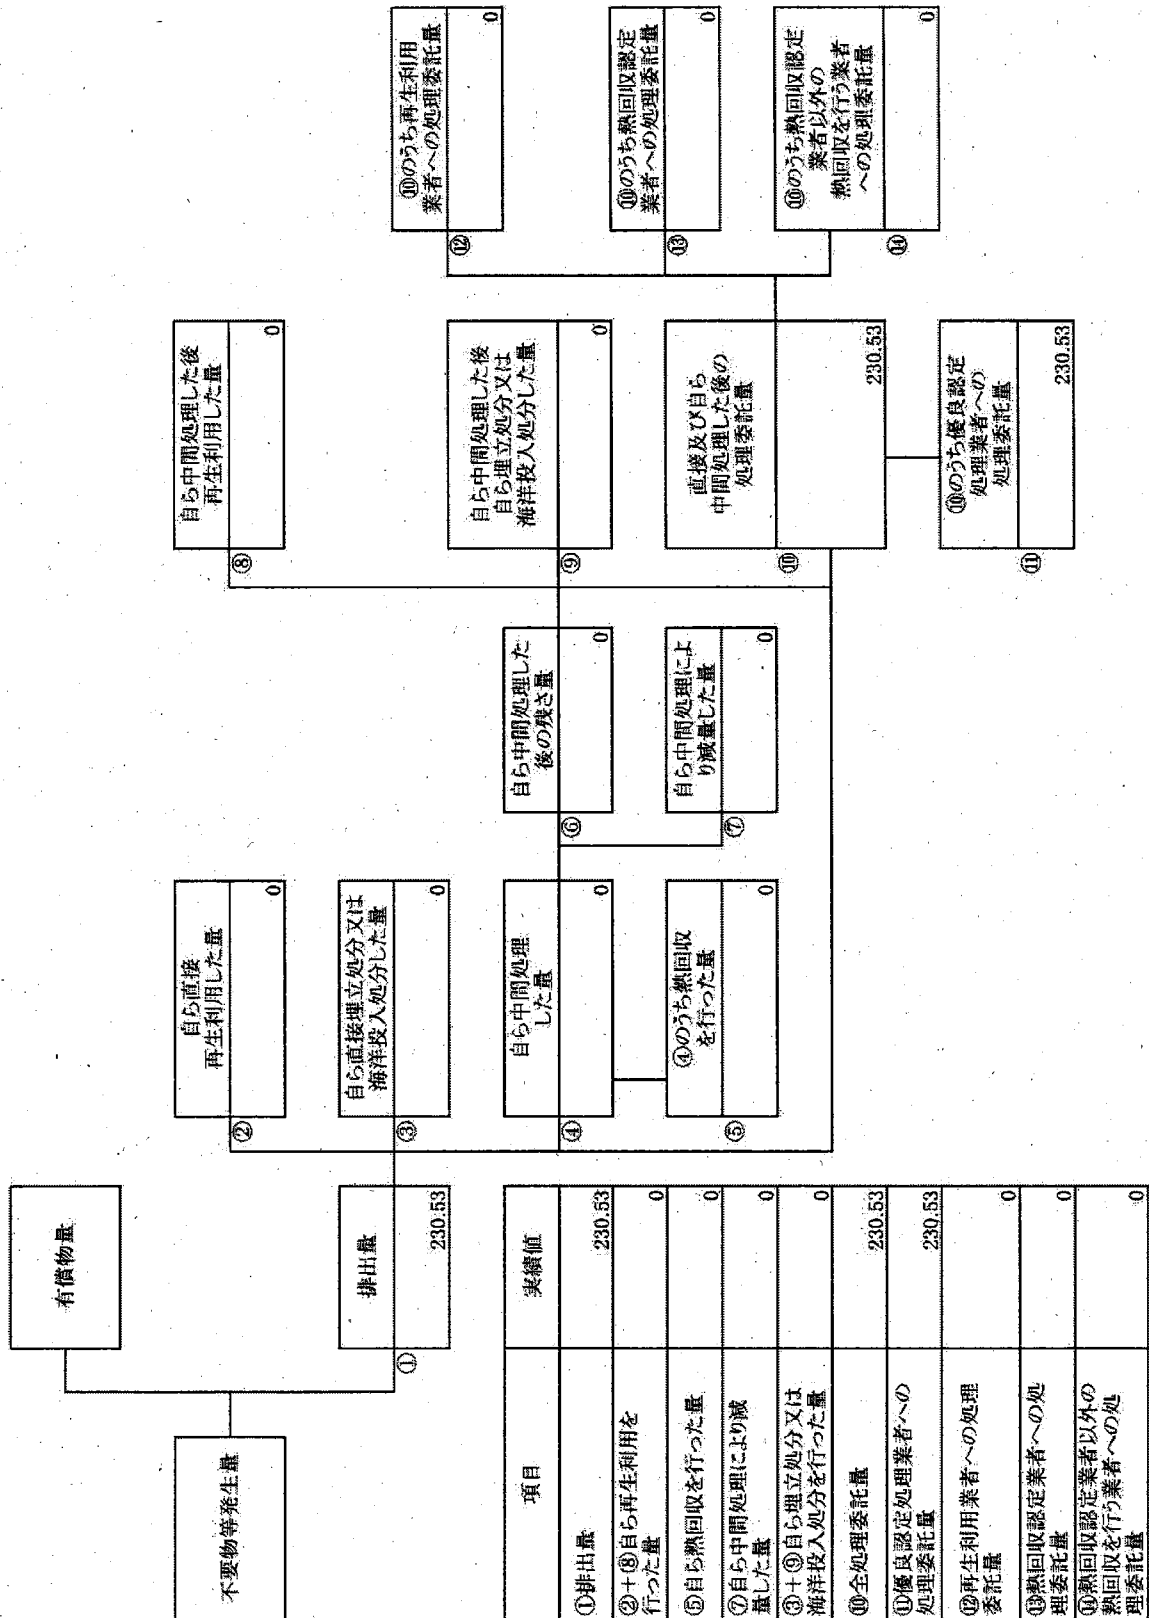 不要物等発生量
有償物量
①
排出量
230.53
②
自ら直接
再生利用した量
0
③
自ら直接埋立処分又は
海洋投入処分した量
0
④
自ら中間処理
した量
0
⑤
④のうち熱回収
を行った量
0
⑥
自ら中間処理した
後の残さ量
0
⑦
自ら中間処理によ
り減量した量
0
⑧
自ら中間処理した後
再生利用した量
0
⑨
自ら中間処理した後
自ら埋立処分又は
海洋投入処分した量
0
⑩
直接及び自ら
中間処理した後の
処理委託量
230.53
⑪
⑩のうち優良認定
処理業者への
処理委託量
230.53
⑫
⑩のうち再生利用
業者への処理委託量
0
⑬
⑩のうち熱回収認定
業者への処理委託量
0
⑭
⑩のうち熱回収認定
業者以外の
熱回収を行う業者
への処理委託量
0
項目
実績値
①排出量
230.53
②+⑧自ら再生利用を
行った量
0
⑤自ら熱回収を行った量
0
⑦自ら中間処理により減
量した量
0
③+⑨自ら埋立処分又は
海洋投入処分を行った量
0
⑩全処理委託量
230.53
⑪優良認定処理業者への
処理委託量
230.53
⑫再生利用業者への処理
委託量
0
⑬熱回収認定業者への処
理委託量
0
⑭熱回収認定業者以外の
熱回収を行う業者への処
理委託量
0